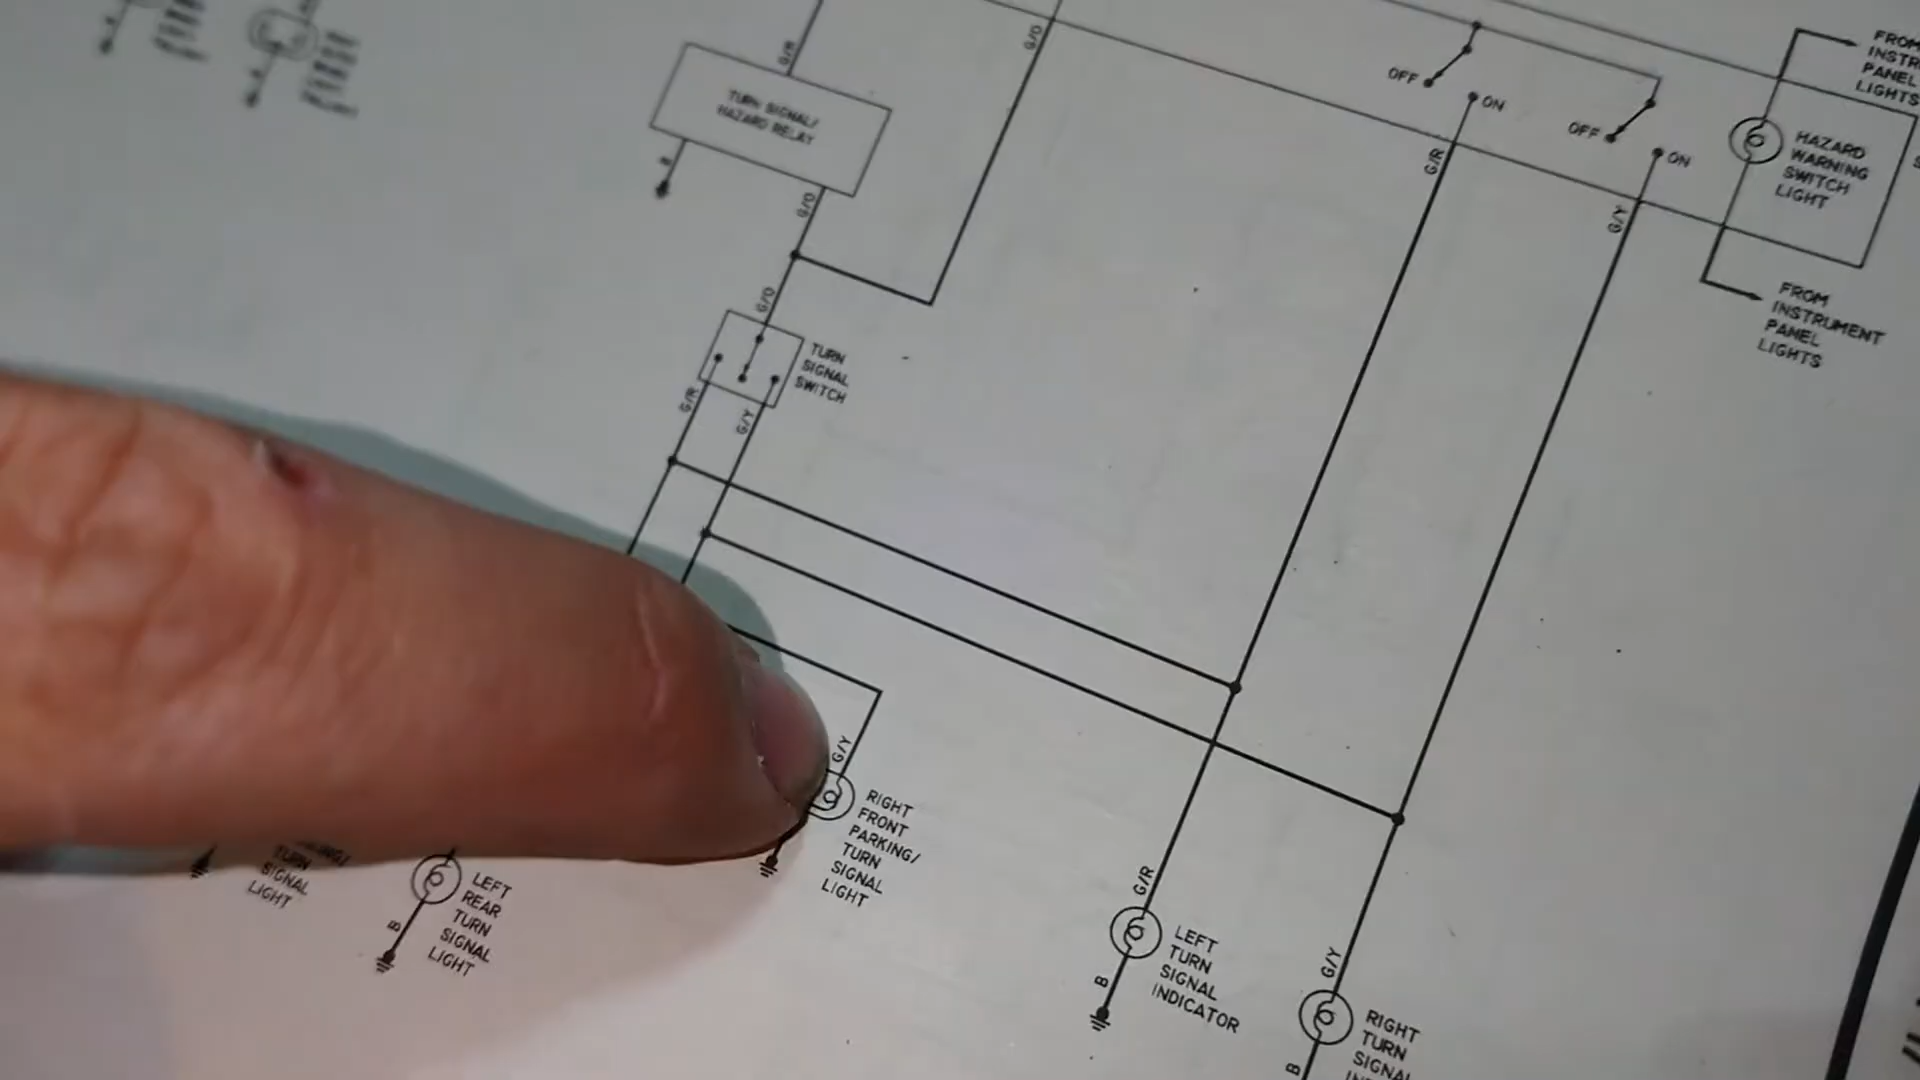 G/R
G/O
TURN SIGNAL/
HAZARD RELAY
B
G/O
G/O
TURN
SIGNAL
SWITCH
G/R
G/Y
OFF
ON
OFF
ON
G/R
G/Y
FROM
INSTR
PANEL
LIGHTS
HAZARD
WARNING
SWITCH
LIGHT
FROM
INSTRUMENT
PANEL
LIGHTS
TURN
SIGNAL
LIGHT
LEFT
REAR
TURN
SIGNAL
LIGHT
B
G/Y
RIGHT
FRONT
PARKING/
TURN
SIGNAL
LIGHT
G/R
LEFT
TURN
SIGNAL
INDICATOR
B
G/Y
RIGHT
TURN
SIGNA
B